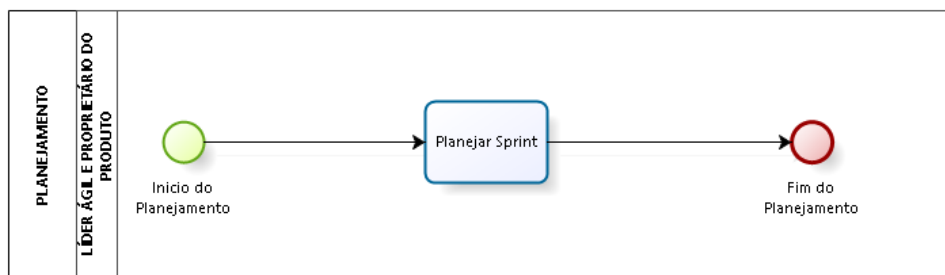 PLANEJAMENTO
LÍDER ÁGIL E PROPRIETÁRIO DO
PRODUTO
Inicio do
Planejamento
Planejar Sprint
Fim do
Planejamento